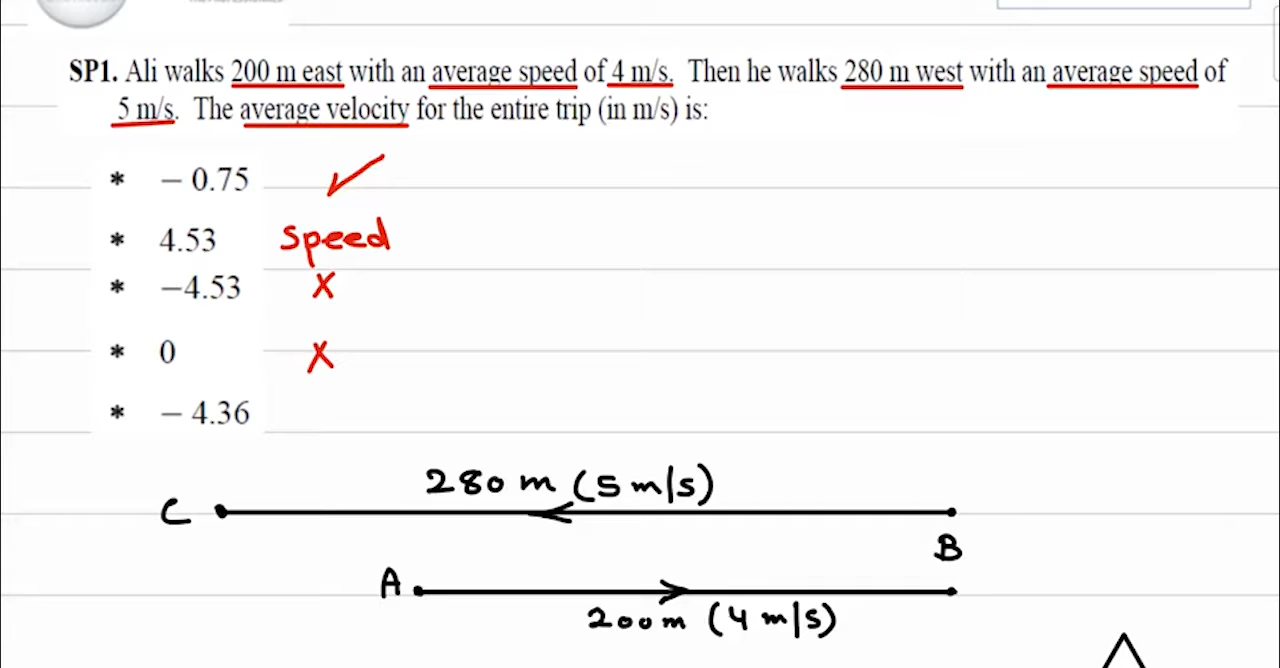 SP1. Ali walks 200 m east with an average speed of 4 m/s. Then he walks 280 m west with an average speed of
5 m/s. The average velocity for the entire trip (in m/s) is:
* – 0.75 ✓
* 4.53 Speed
* –4.53 X
* 0 X
* – 4.36
280 m (5 m/s)
C
B
A
200m (4 m/s)